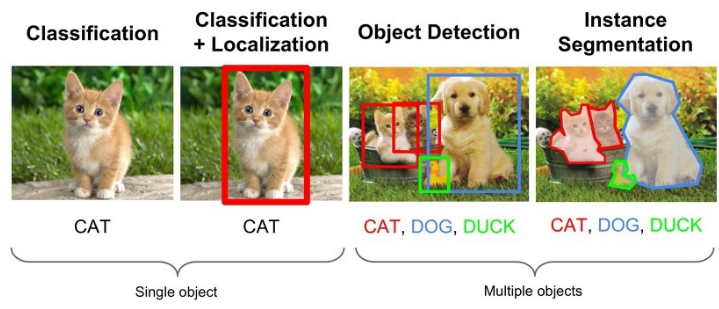 Classification
Classification
+ Localization
Object Detection
Instance
Segmentation
CAT
CAT
CAT, DOG, DUCK
CAT, DOG, DUCK
Single object
Multiple objects